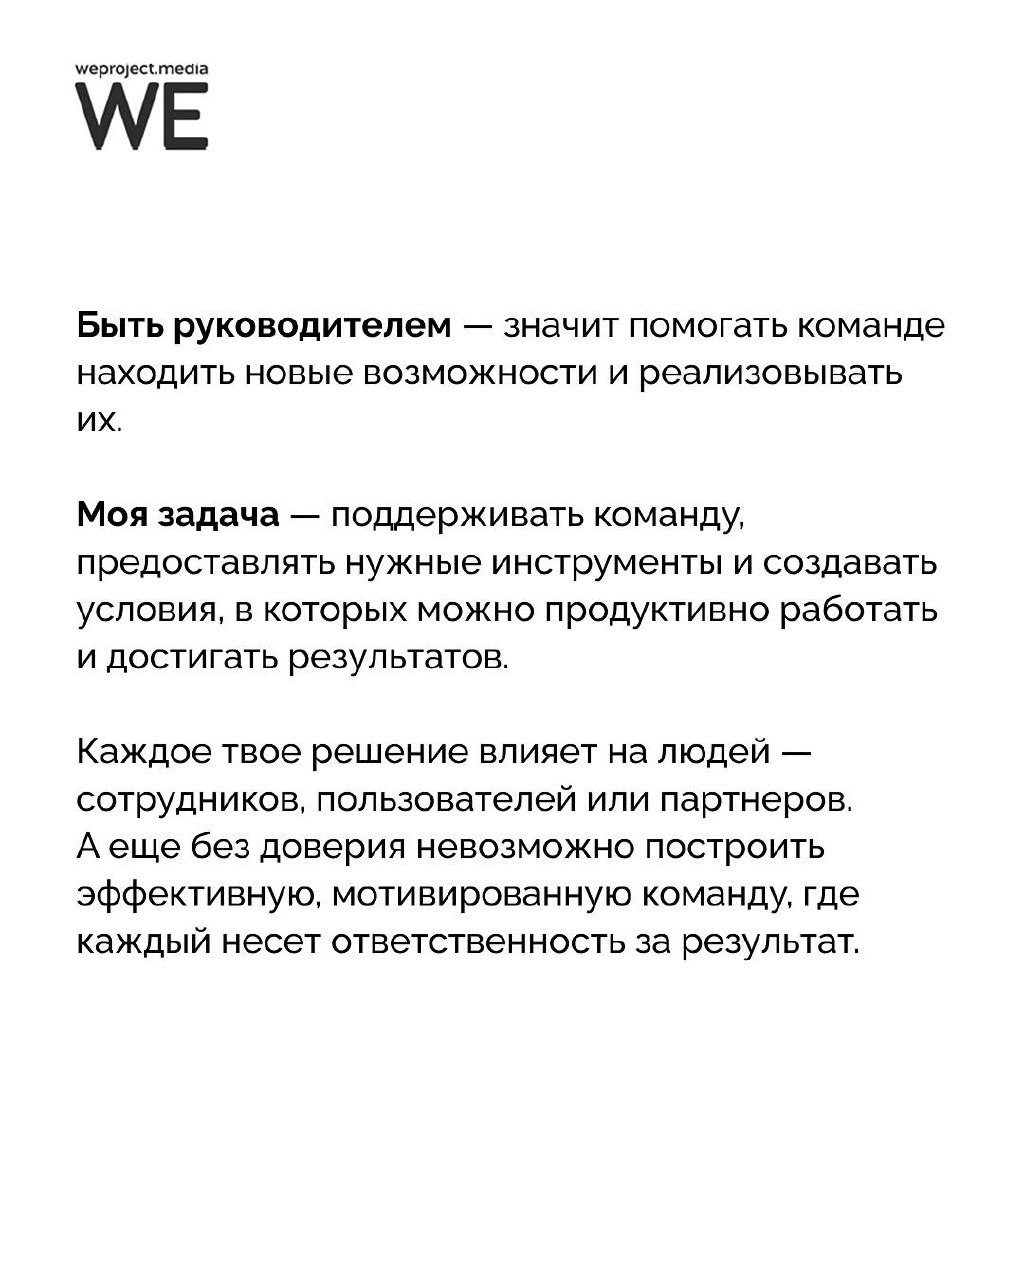 weproject.media
WE
Быть руководителем — значит помогать команде
находить новые возможности и реализовывать
их.
Моя задача — поддерживать команду,
предоставлять нужные инструменты и создавать
условия, в которых можно продуктивно работать
и достигать результатов.
Каждое твое решение влияет на людей —
сотрудников, пользователей или партнеров.
А еще без доверия невозможно построить
эффективную, мотивированную команду, где
каждый несет ответственность за результат.